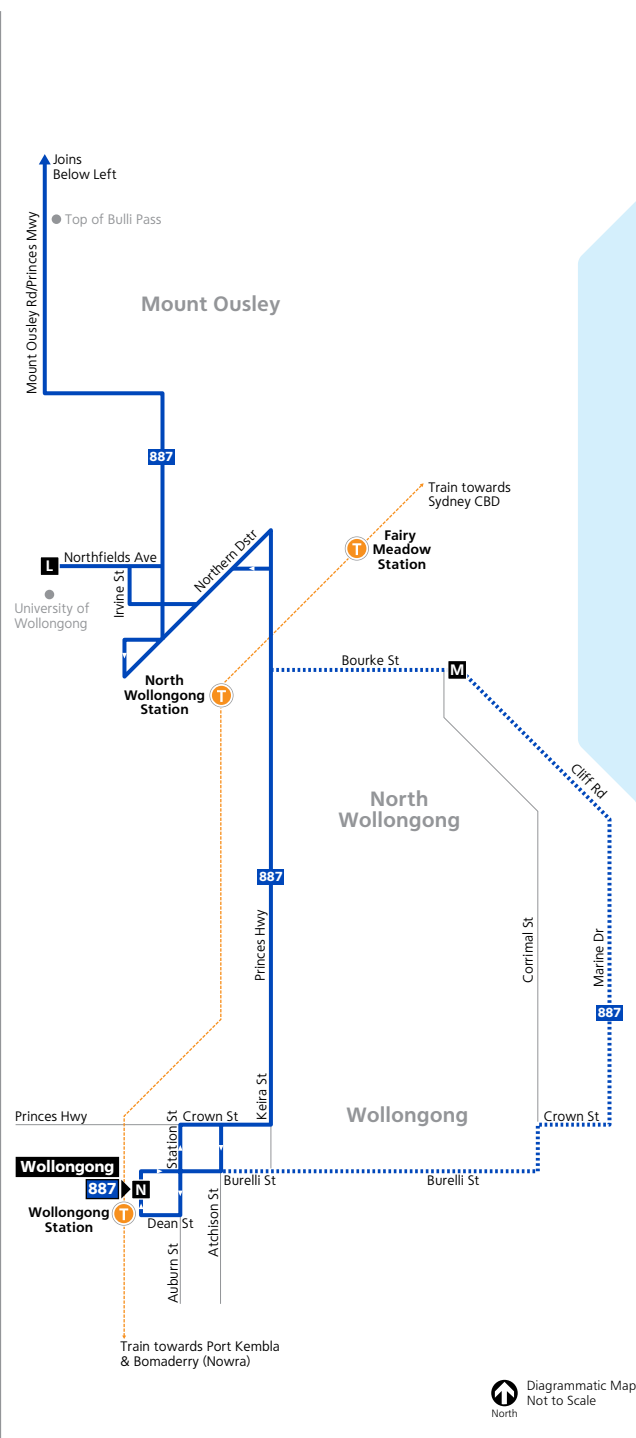 Joins
Below Left
Top of Bulli Pass
Mount Ousley Rd/Princes Mwy
Mount Ousley
887
Train towards
Sydney CBD
T
Fairy
Meadow
Station
Northern Dstr
L
Northfields Ave
Irvine St
University of
Wollongong
Bourke St
M
North
Wollongong
Station
T
Cliff Rd
North
Wollongong
887
Princes Hwy
Corrimal St
Marine Dr
887
Keira St
Princes Hwy
Station St
Crown St
Wollongong
Crown St
Wollongong
887
N
Burelli St
Burelli St
Wollongong
Station
T
Dean St
Atchison St
Auburn St
Train towards Port Kembla
& Bomaderry (Nowra)
North
Diagrammatic Map
Not to Scale